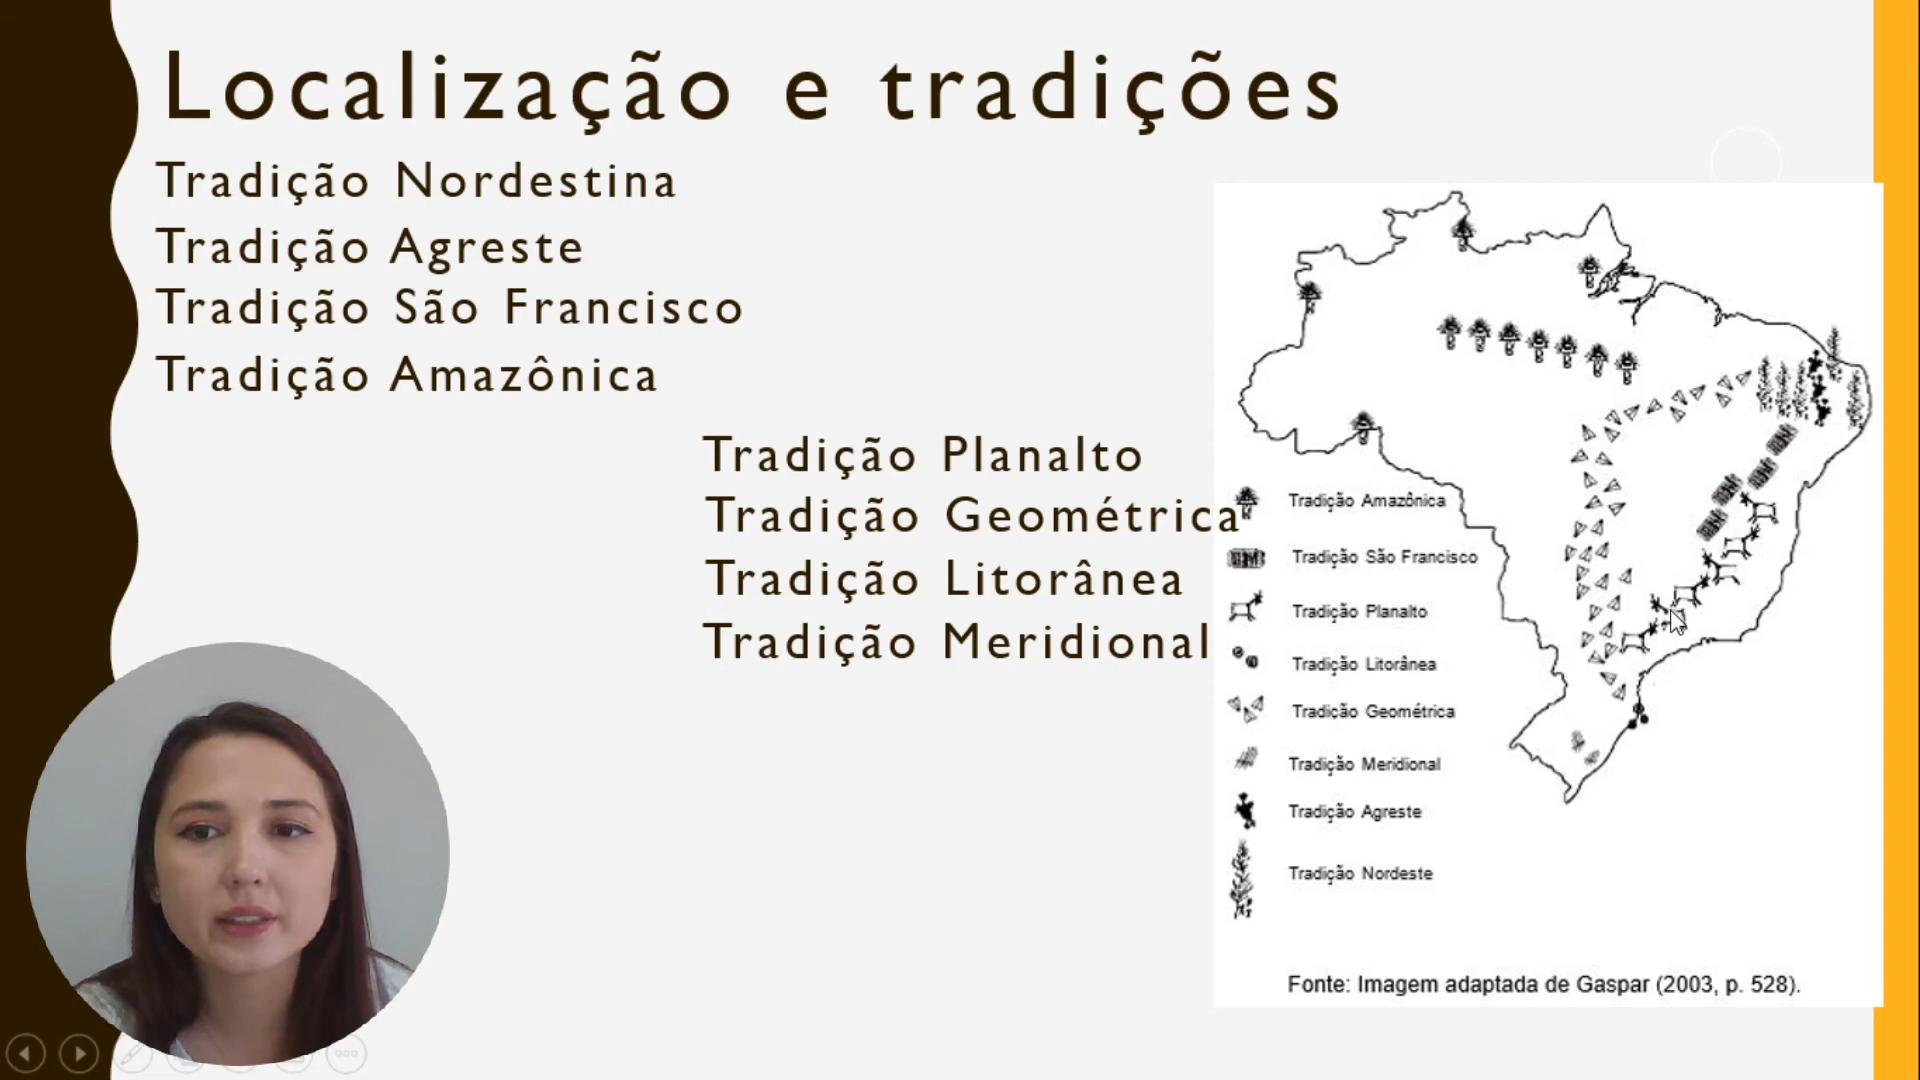 Localização e tradições
Tradição Nordestina
Tradição Agreste
Tradição São Francisco
Tradição Amazônica
Tradição Planalto
Tradição Geométrica
Tradição Litorânea
Tradição Meridional
Tradição Amazônica
Tradição São Francisco
Tradição Planalto
Tradição Litorânea
Tradição Geométrica
Tradição Meridional
Tradição Agreste
Tradição Nordeste
Fonte: Imagem adaptada de Gaspar (2003, p. 528).